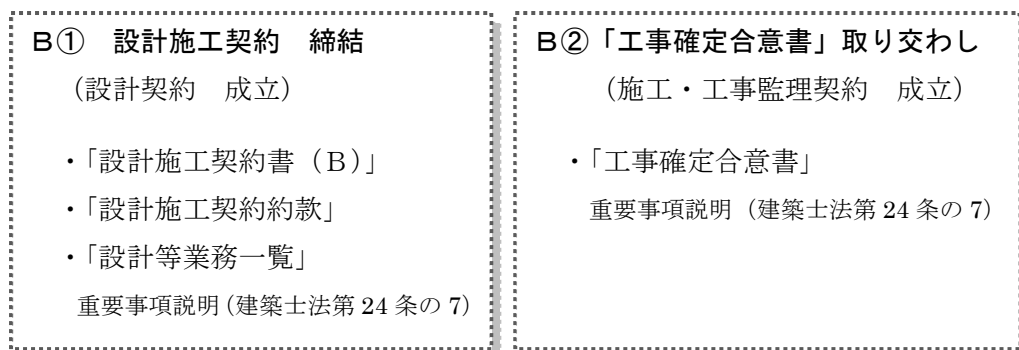 B① 設計施工契約 締結
(設計契約 成立)
・「設計施工契約書(B)」
・「設計施工契約約款」
・「設計等業務一覧」
重要事項説明(建築士法第 24 条の 7)
B②「工事確定合意書」取り交わし
(施工・工事監理契約 成立)
・「工事確定合意書」
重要事項説明(建築士法第 24 条の 7)